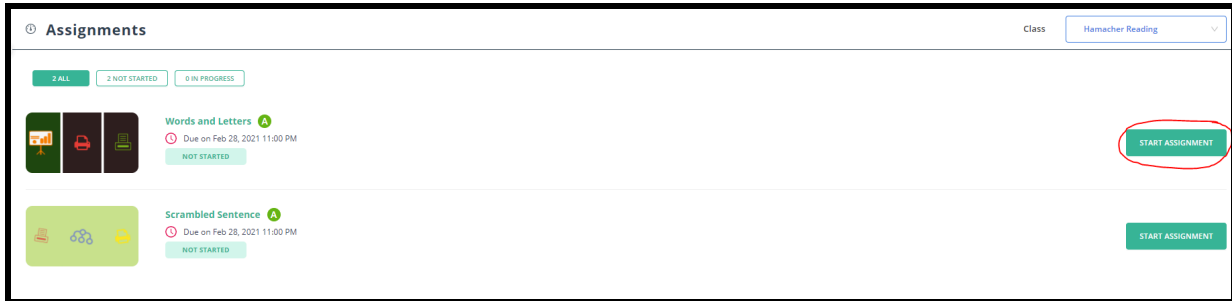 Assignments
Class
Hamacher Reading
2 ALL
2 NOT STARTED
0 IN PROGRESS
Words and Letters A
Due on Feb 28, 2021 11:00 PM
NOT STARTED
START ASSIGNMENT
Scrambled Sentence A
Due on Feb 28, 2021 11:00 PM
NOT STARTED
START ASSIGNMENT